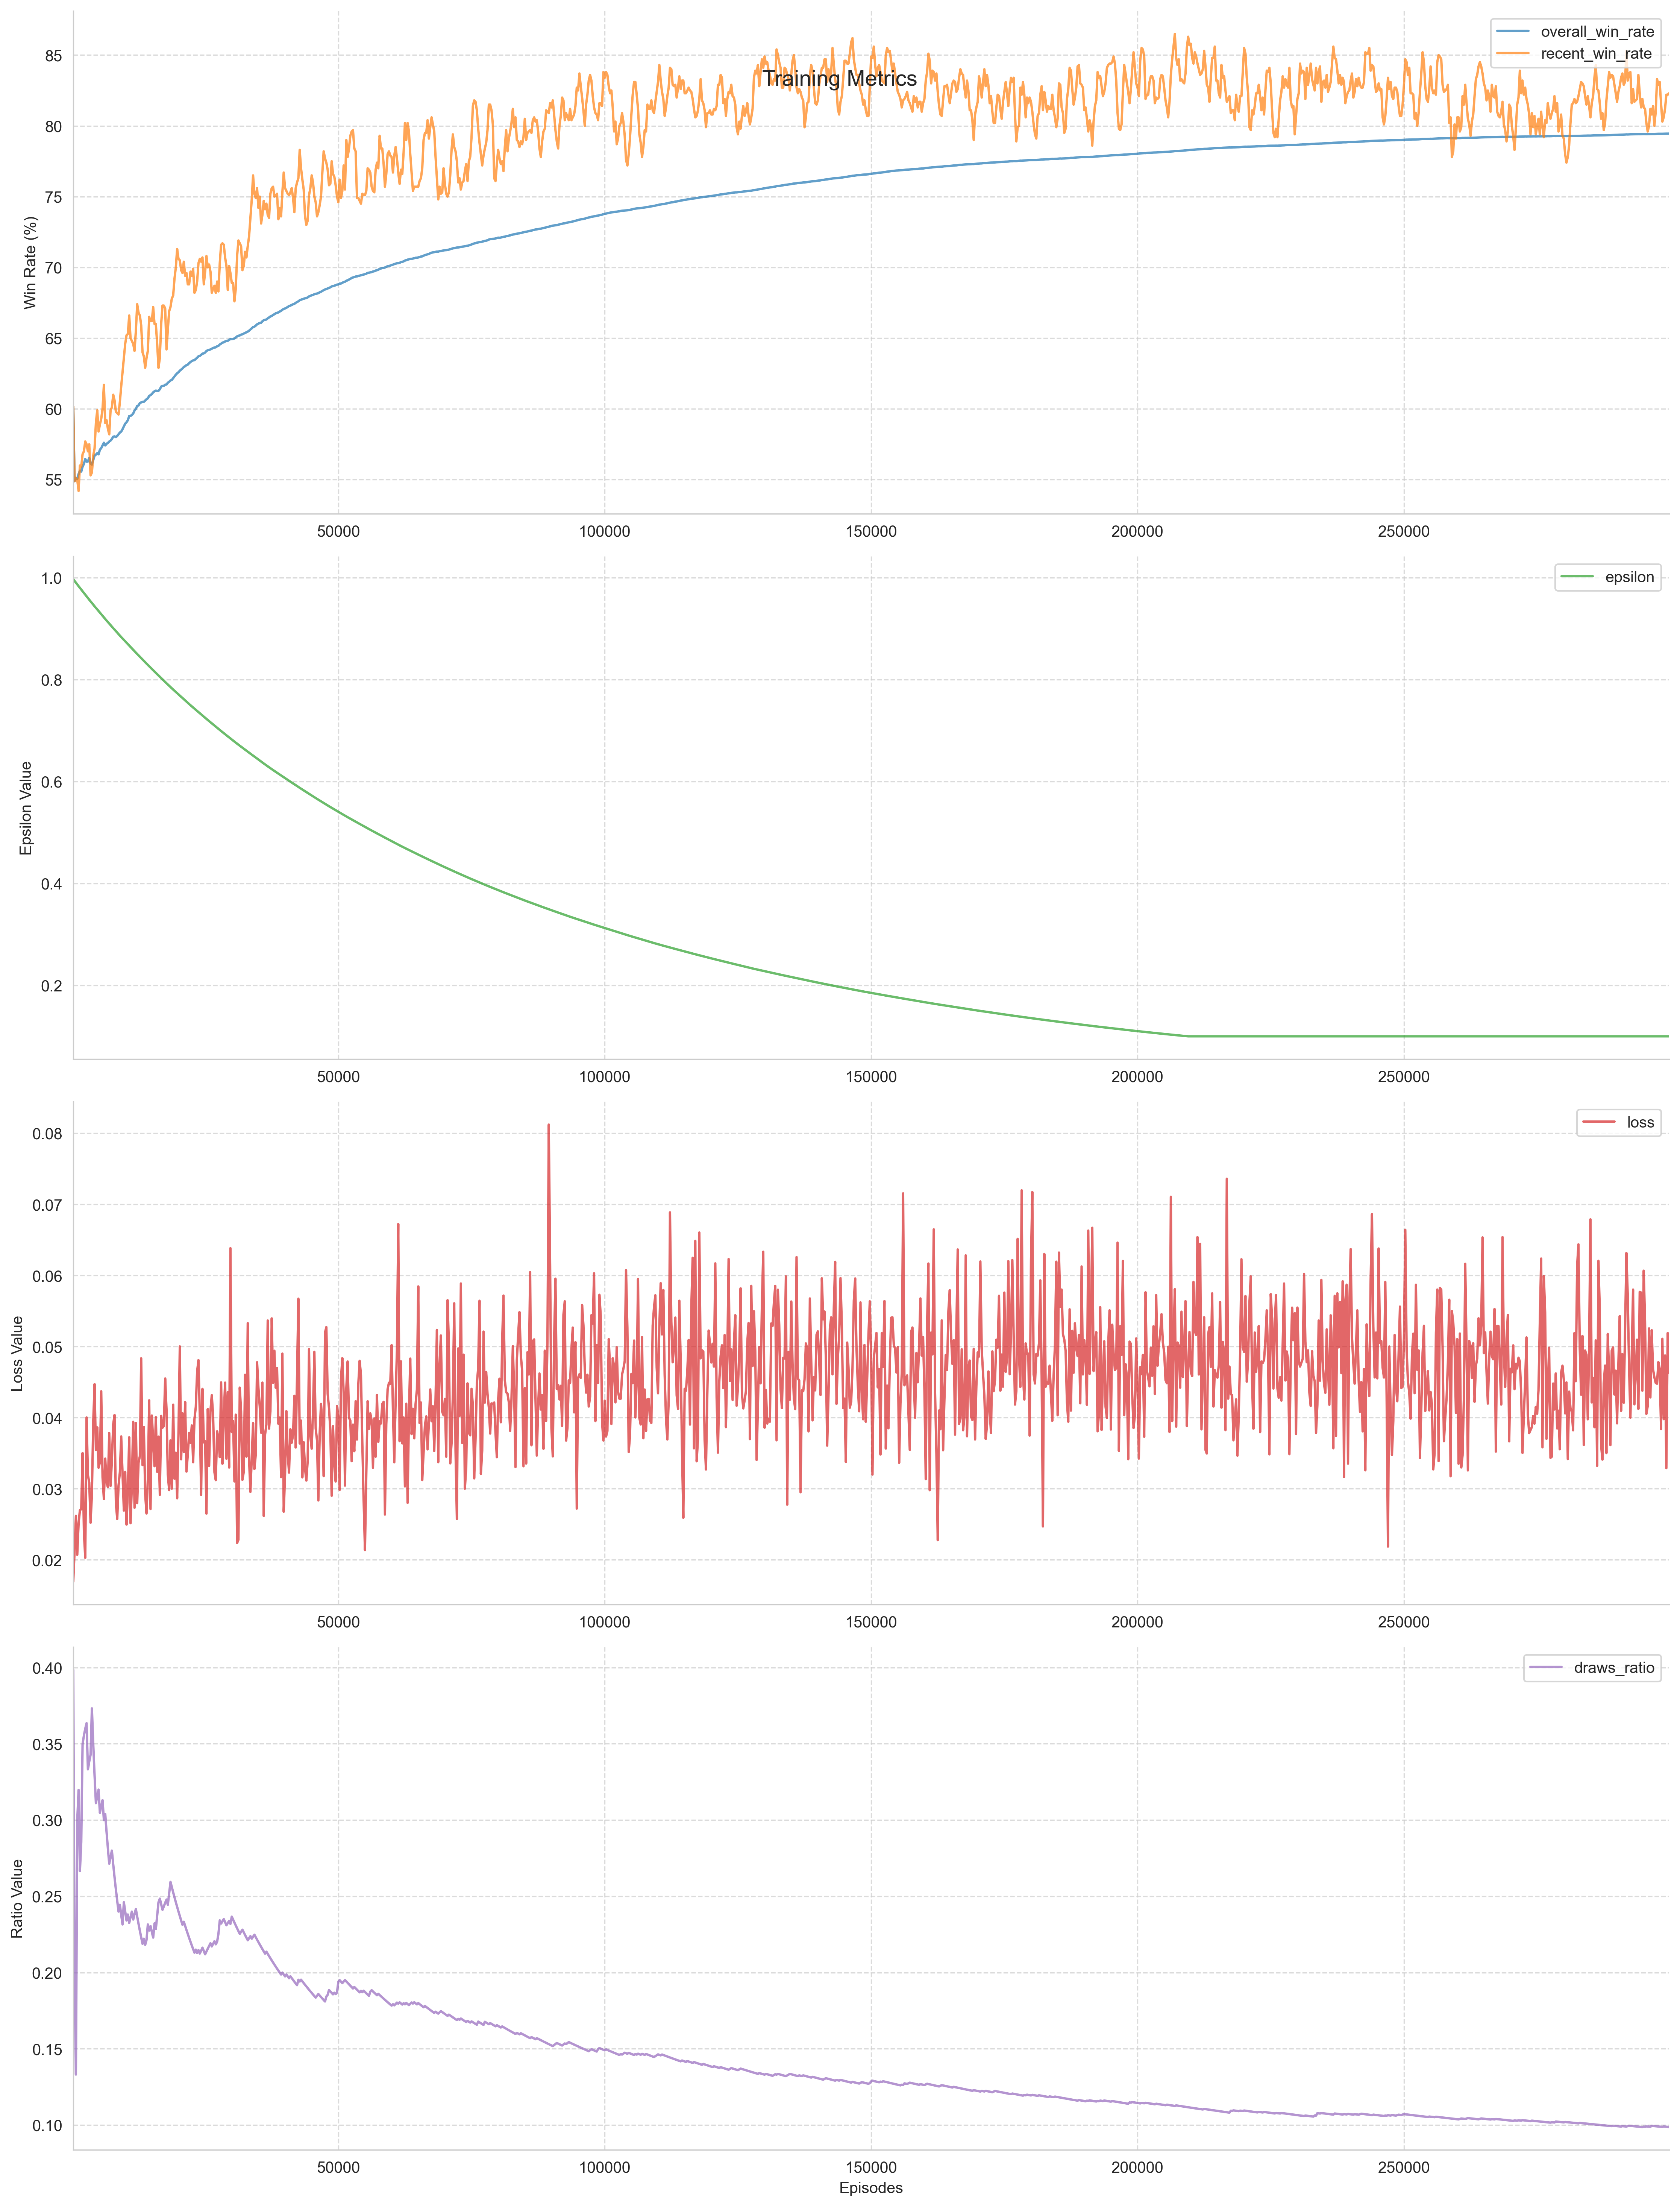 overall_win_rate
recent_win_rate
Training Metrics
Win Rate (%)
85
80
75
70
65
60
55
50000 100000 150000 200000 250000
epsilon
Epsilon Value
1.0
0.8
0.6
0.4
0.2
50000 100000 150000 200000 250000
loss
Loss Value
0.08
0.07
0.06
0.05
0.04
0.03
0.02
50000 100000 150000 200000 250000
draws_ratio
Ratio Value
0.40
0.35
0.30
0.25
0.20
0.15
0.10
50000 100000 150000 200000 250000
Episodes